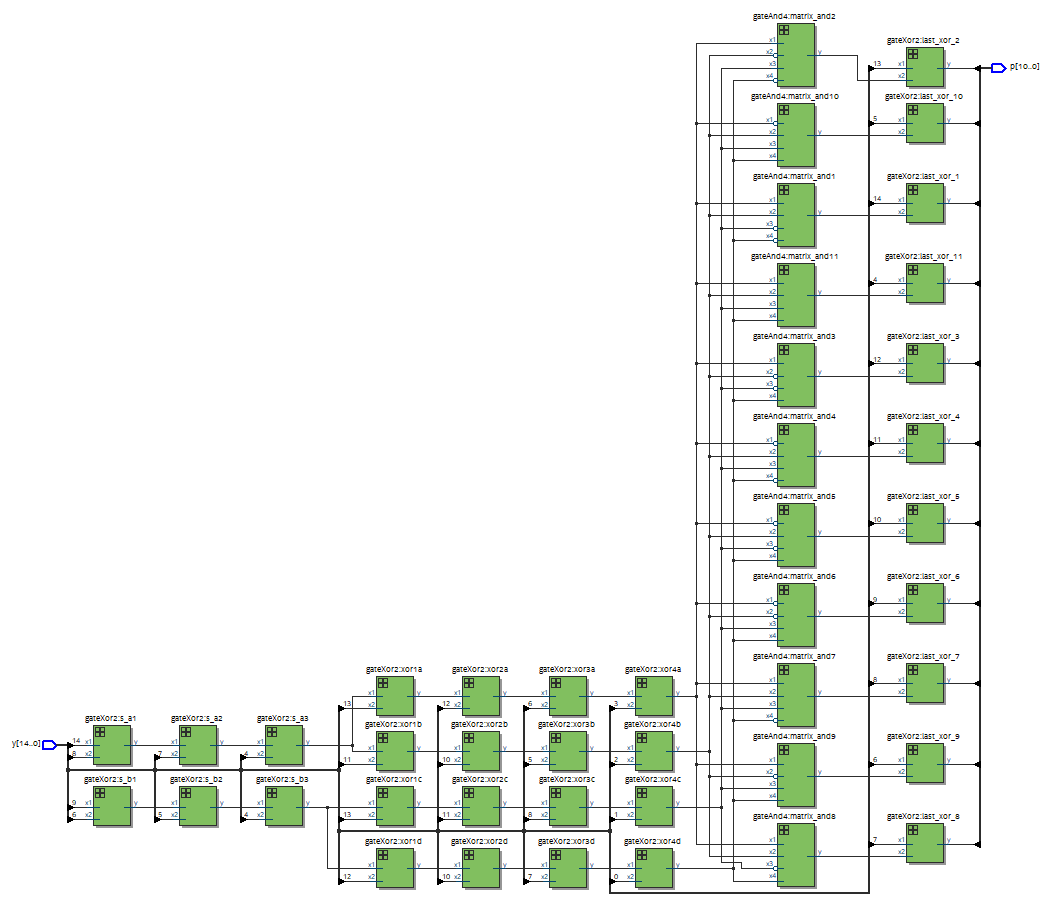 gateAnd4:matrix_and2
x1
x2
x3
x4
y
gateXor2:last_xor_2
13
x1
x2
y
p[10..0]
gateAnd4:matrix_and10
x1
x2
x3
x4
y
gateXor2:last_xor_10
5
x1
x2
y
gateAnd4:matrix_and1
x1
x2
x3
x4
y
gateXor2:last_xor_1
14
x1
x2
y
gateAnd4:matrix_and11
x1
x2
x3
x4
y
gateXor2:last_xor_11
4
x1
x2
y
gateAnd4:matrix_and3
x1
x2
x3
x4
y
gateXor2:last_xor_3
12
x1
x2
y
gateAnd4:matrix_and4
x1
x2
x3
x4
y
gateXor2:last_xor_4
11
x1
x2
y
gateAnd4:matrix_and5
x1
x2
x3
x4
y
gateXor2:last_xor_5
10
x1
x2
y
gateAnd4:matrix_and6
x1
x2
x3
x4
y
gateXor2:last_xor_6
9
x1
x2
y
gateAnd4:matrix_and7
x1
x2
x3
x4
y
gateXor2:last_xor_7
8
x1
x2
y
gateAnd4:matrix_and9
x1
x2
x3
x4
y
gateXor2:last_xor_9
6
x1
x2
y
gateAnd4:matrix_and8
x1
x2
x3
x4
y
gateXor2:last_xor_8
7
x1
x2
y
gateXor2:xor1a
13
x1
x2
y
gateXor2:xor2a
12
x1
x2
y
gateXor2:xor3a
6
x1
x2
y
gateXor2:xor4a
3
x1
x2
y
y[14..0]
gateXor2:s_a1
14
8
x1
x2
y
gateXor2:s_a2
7
x1
x2
y
gateXor2:s_a3
4
x1
x2
y
gateXor2:xor1b
11
x1
x2
y
gateXor2:xor2b
10
x1
x2
y
gateXor2:xor3b
5
x1
x2
y
gateXor2:xor4b
2
x1
x2
y
gateXor2:s_b1
9
6
x1
x2
y
gateXor2:s_b2
5
x1
x2
y
gateXor2:s_b3
4
x1
x2
y
gateXor2:xor1c
13
x1
x2
y
gateXor2:xor2c
11
x1
x2
y
gateXor2:xor3c
8
x1
x2
y
gateXor2:xor4c
1
x1
x2
y
gateXor2:xor1d
12
x1
x2
y
gateXor2:xor2d
10
x1
x2
y
gateXor2:xor3d
7
x1
x2
y
gateXor2:xor4d
0
x1
x2
y